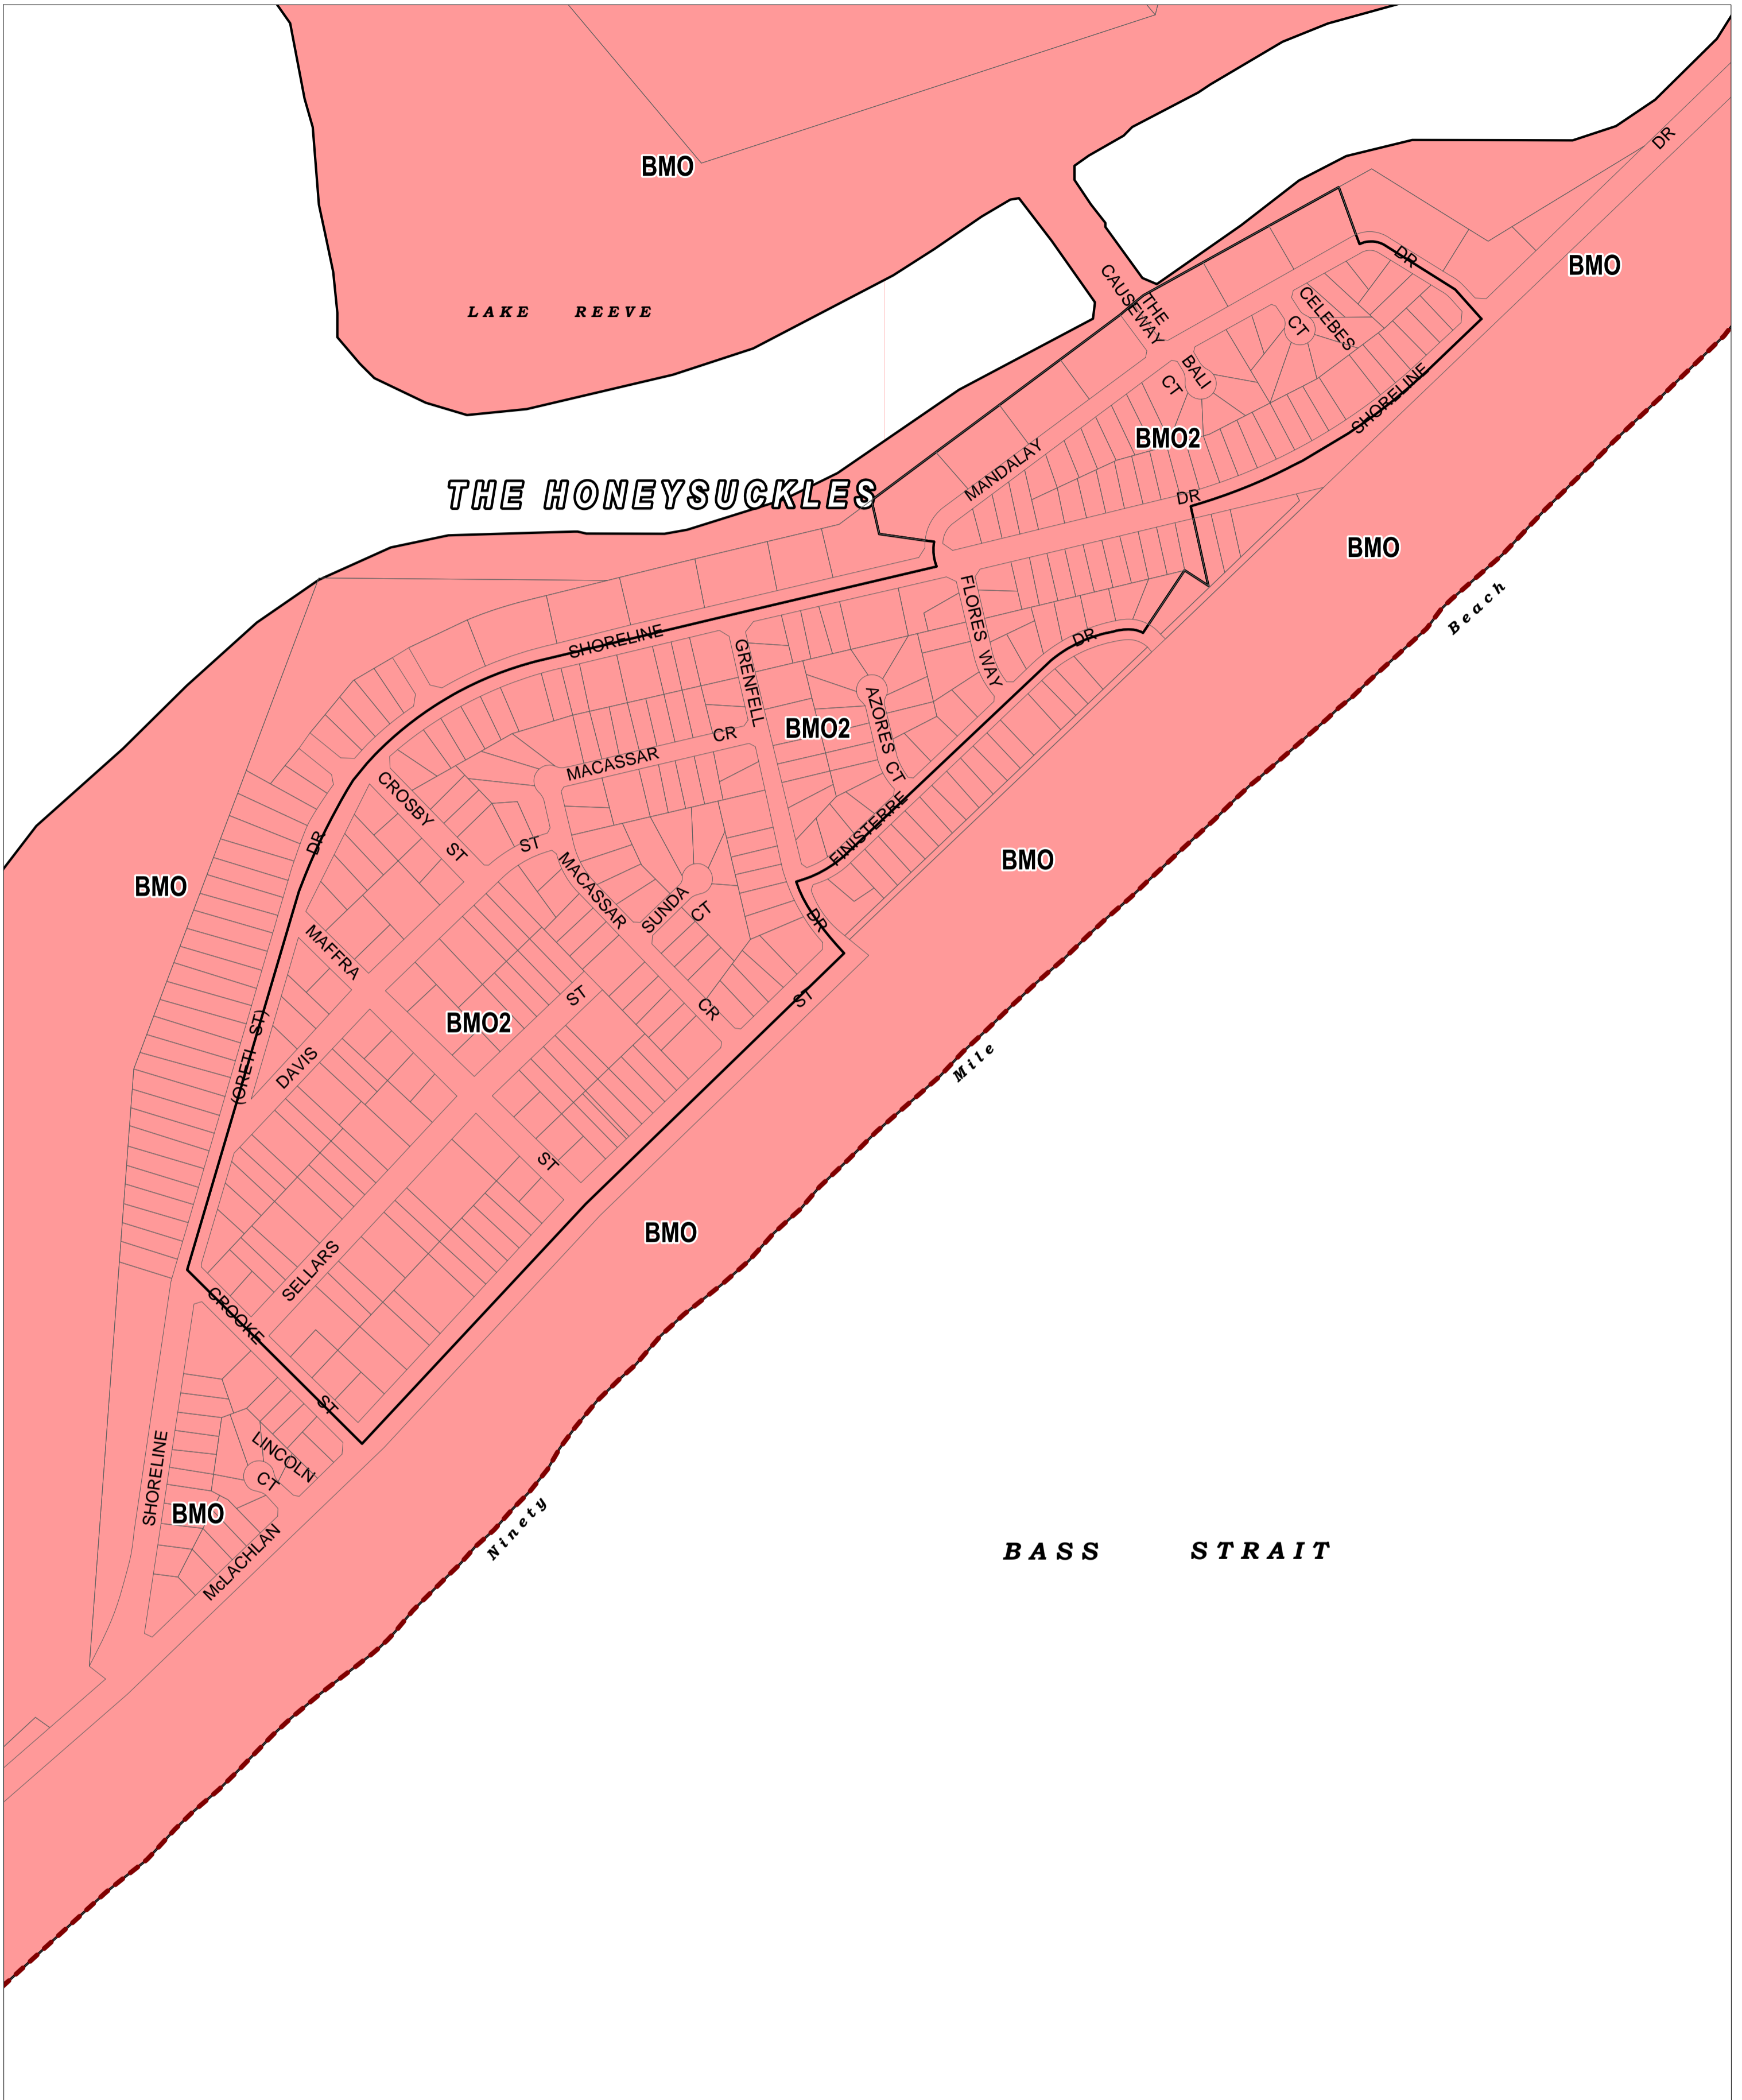 DR
BMO
BMO
DR
THE
CAUSEWAY
CELEBES
CT
LAKE REEVE
BALI
CT
SHORELINE
BMO2
MANDALAY
THE HONEYSUCKLES
DR
BMO
FLORES WAY
Beach
SHORELINE
DR
GRENFELL
AZORES CT
BMO2
CR
MACASSAR
CROSBY
ST
FINISTERRE
DR
ST
MACASSAR
BMO
BMO
SUNDA
CT
DR
MAFFRA
ST
ST
CR
BMO2
(ORETI ST)
DAVIS
Mile
ST
BMO
SELLARS
CROOKE
ST
LINCOLN
CT
SHORELINE
BMO
McLACHLAN
Ninety
BASS STRAIT